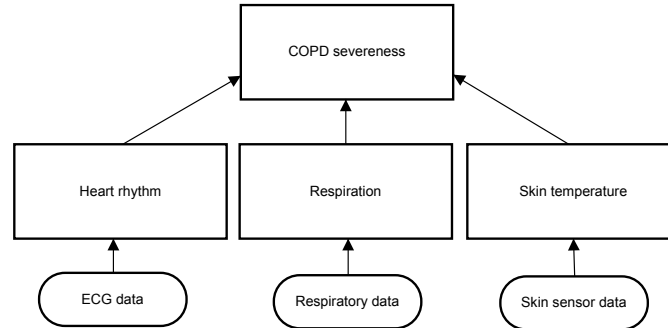 COPD severeness
Heart rhythm
Respiration
Skin temperature
ECG data
Respiratory data
Skin sensor data